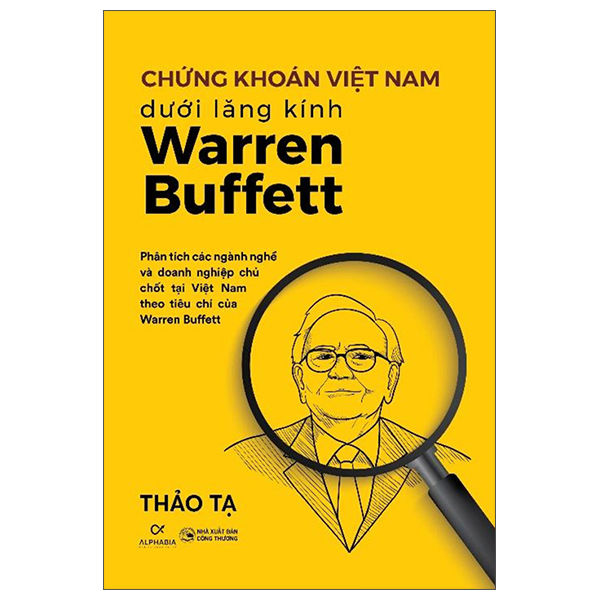 CHỨNG KHOÁN VIỆT NAM
dưới lăng kính
Warren
Buffett
Phân tích các ngành nghề
và doanh nghiệp chủ
chốt tại Việt Nam
theo tiêu chí của
Warren Buffett
THẢO TẠ
ALPHABIA
NHÀ XUẤT BẢN
CÔNG THƯƠNG